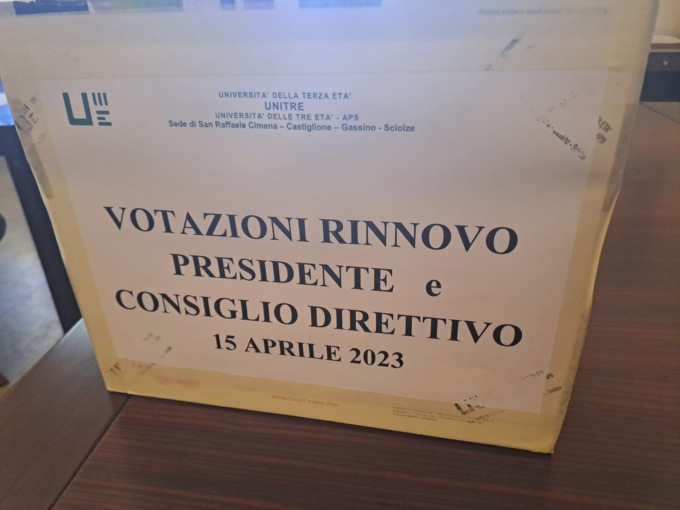 UNIVERSITA' DELLA TERZA ETA'
UNITRE
UNIVERSITA' DELLE TRE ETA' - APS
Sede di San Raffaele Cimena – Castiglione – Gassino - Sciolze
VOTAZIONI RINNOVO
PRESIDENTE e
CONSIGLIO DIRETTIVO
15 APRILE 2023